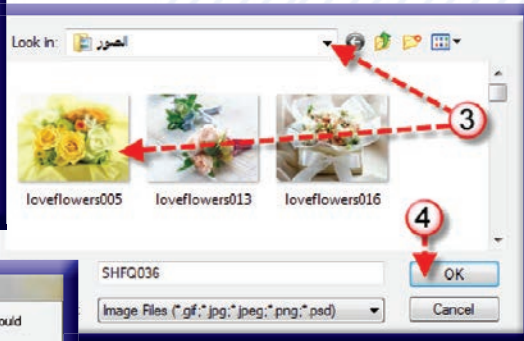 Look in: الصور
3
loveflowers005 loveflowers013 loveflowers016
4
SHFQ036 OK
Image Files (*.gif;*.jpg;*.jpeg;*.png;*.psd) Cancel
ould